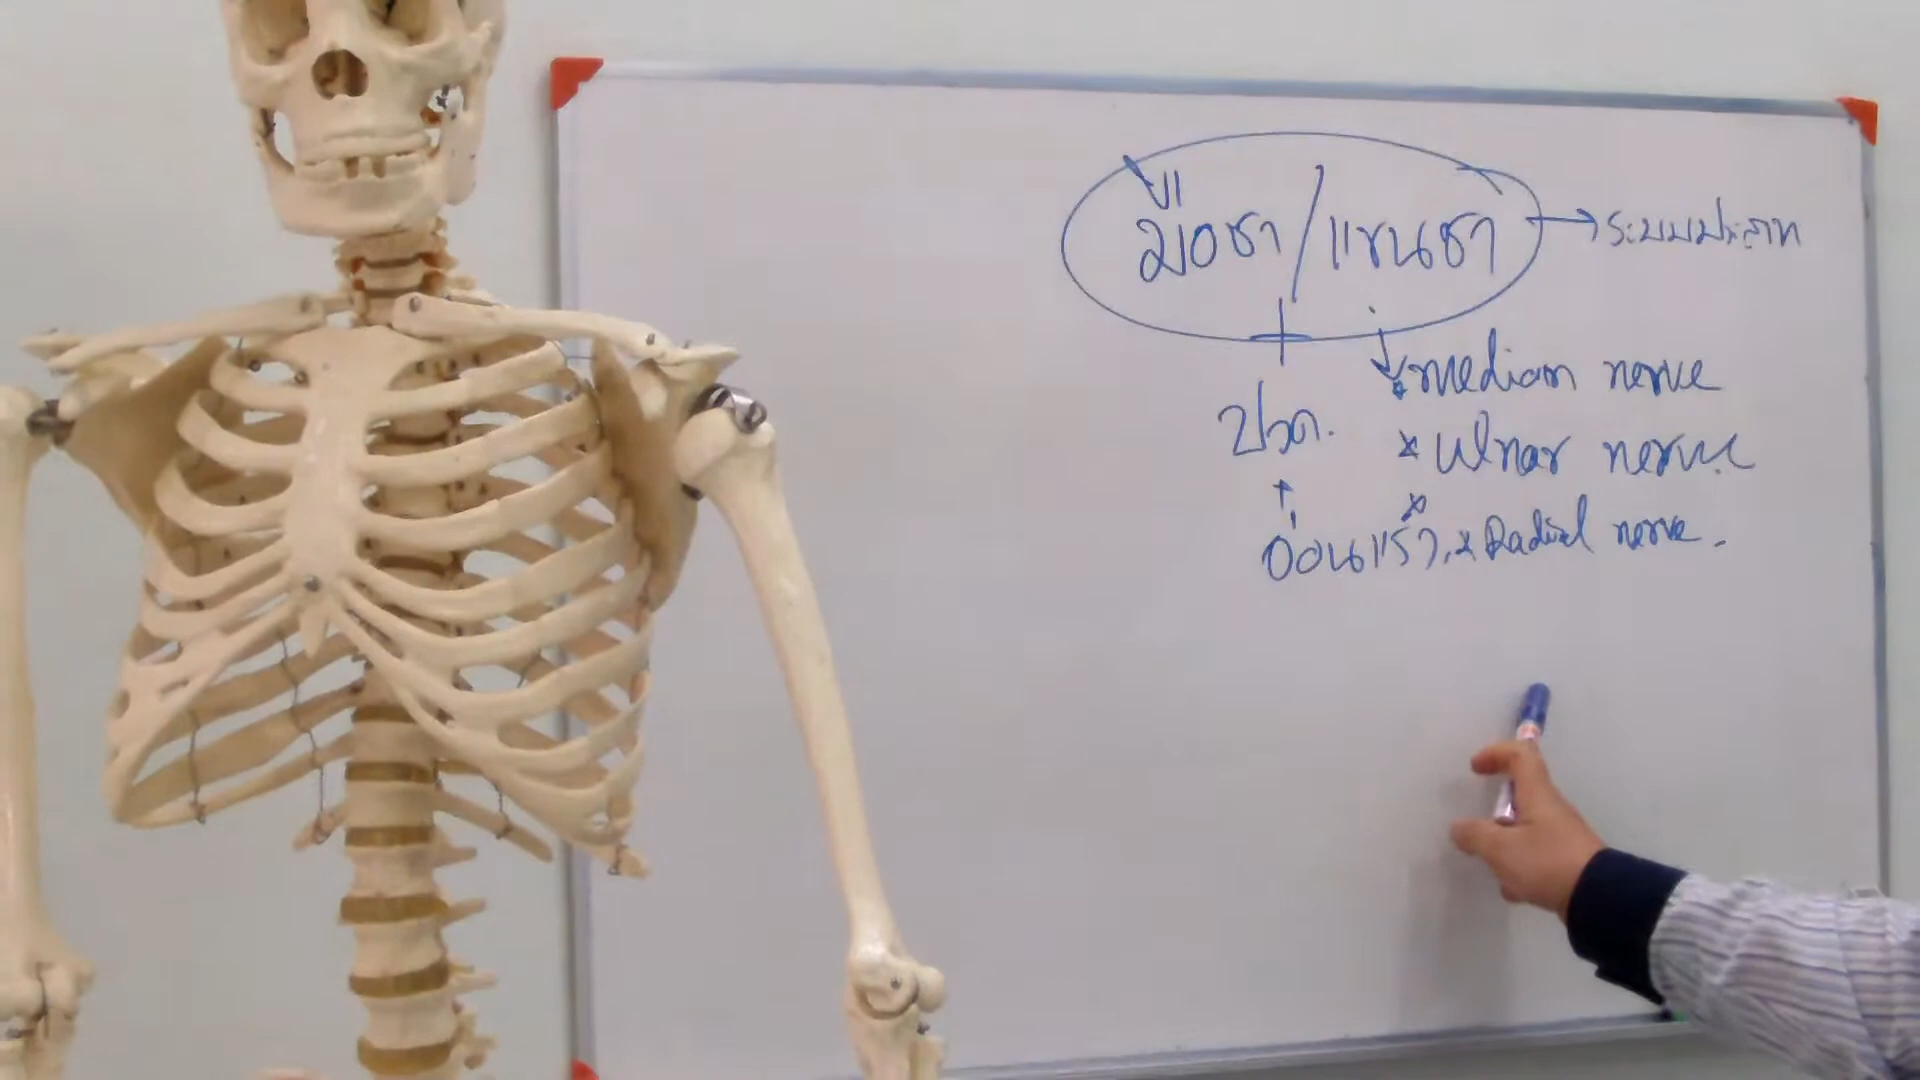 มือชา/แขนชา → ระบบประสาท
* median nerve
ปวด.
* ulnar nerve
อ่อนแรง, * Radial nerve.